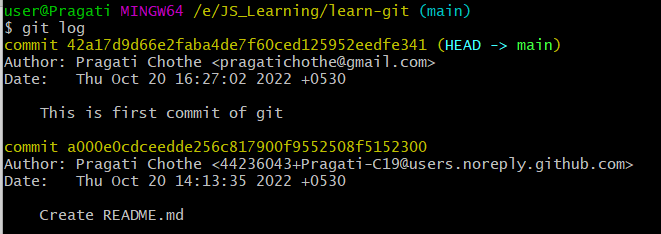 user@Pragati MINGW64 /e/JS_Learning/learn-git (main)
$ git log
commit 42a17d9d66e2faba4de7f60ced125952eedfe341 (HEAD -> main)
Author: Pragati Chothe <pragatichothe@gmail.com>
Date:   Thu Oct 20 16:27:02 2022 +0530
    This is first commit of git
commit a000e0cdceedde256c817900f9552508f5152300
Author: Pragati Chothe <44236043+Pragati-C19@users.noreply.github.com>
Date:   Thu Oct 20 14:13:35 2022 +0530
    Create README.md